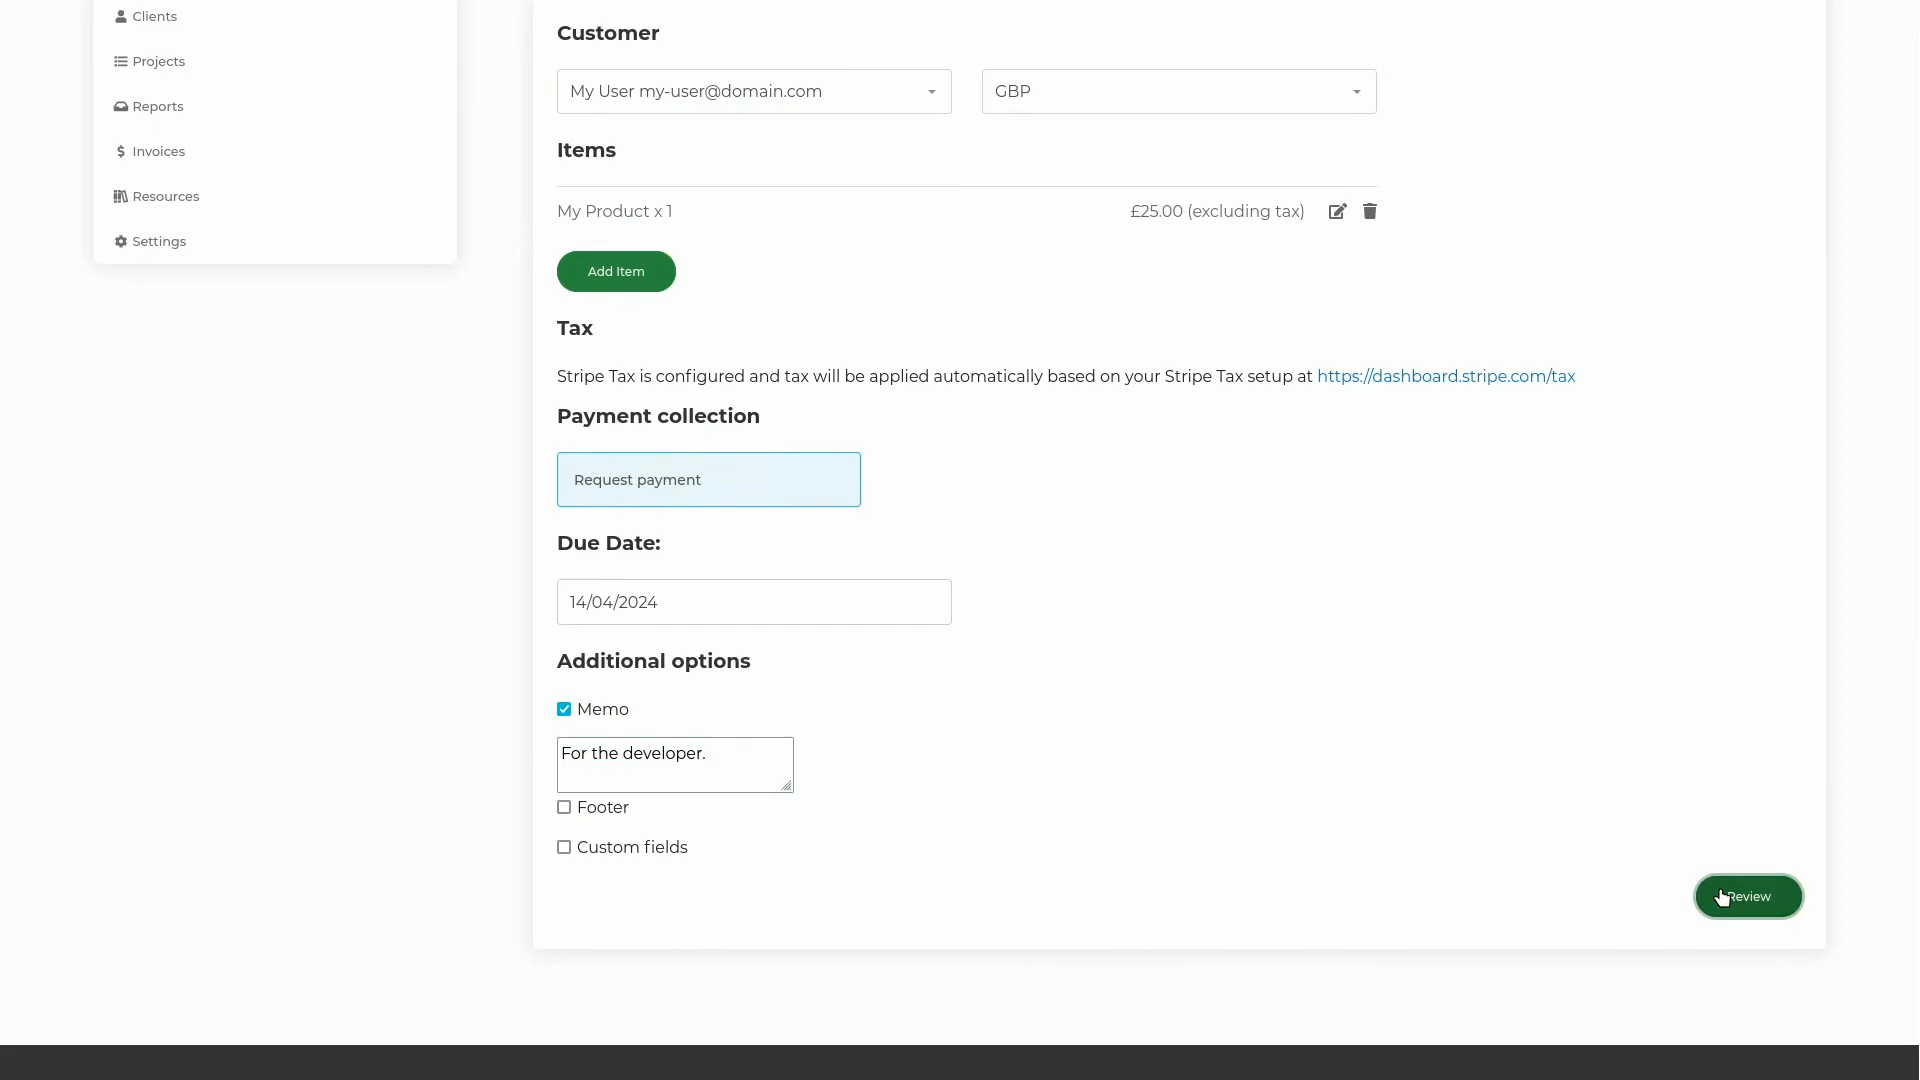 Clients
Projects
Reports
Invoices
Resources
Settings
Customer
My User my-user@domain.com
GBP
Items
My Product x 1
£25.00 (excluding tax)
Add Item
Tax
Stripe Tax is configured and tax will be applied automatically based on your Stripe Tax setup at https://dashboard.stripe.com/tax
Payment collection
Request payment
Due Date:
14/04/2024
Additional options
Memo
For the developer.
Footer
Custom fields
Review